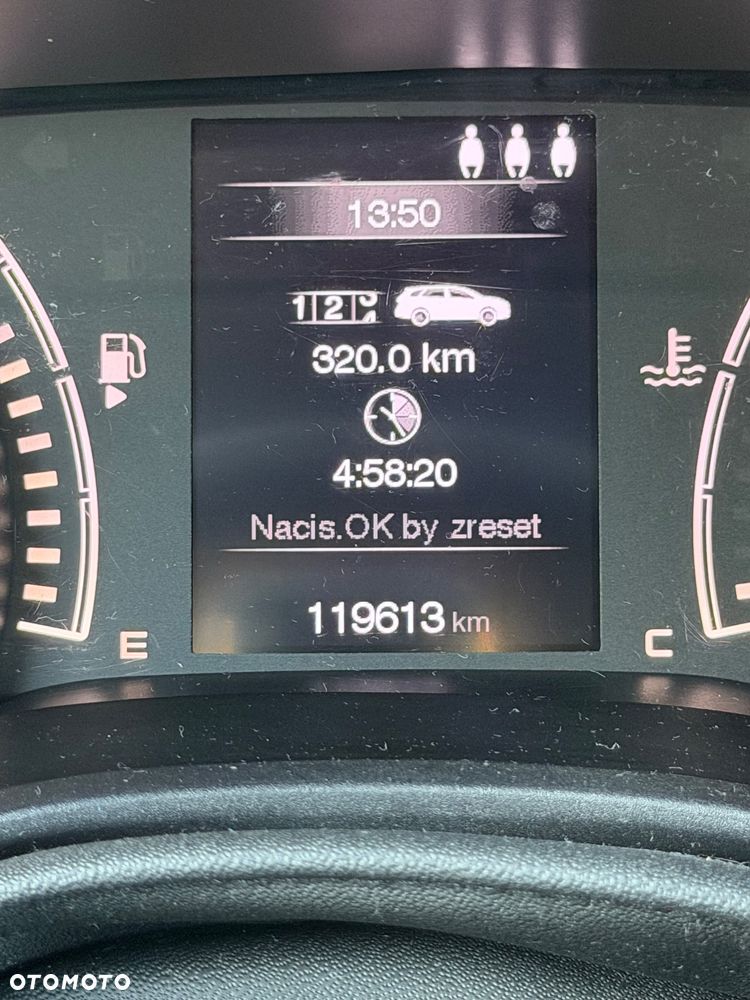 13:50
1 2
320.0 km
4:58:20
Nacis.OK by zreset
119613 km
E
C
OTOMOTO